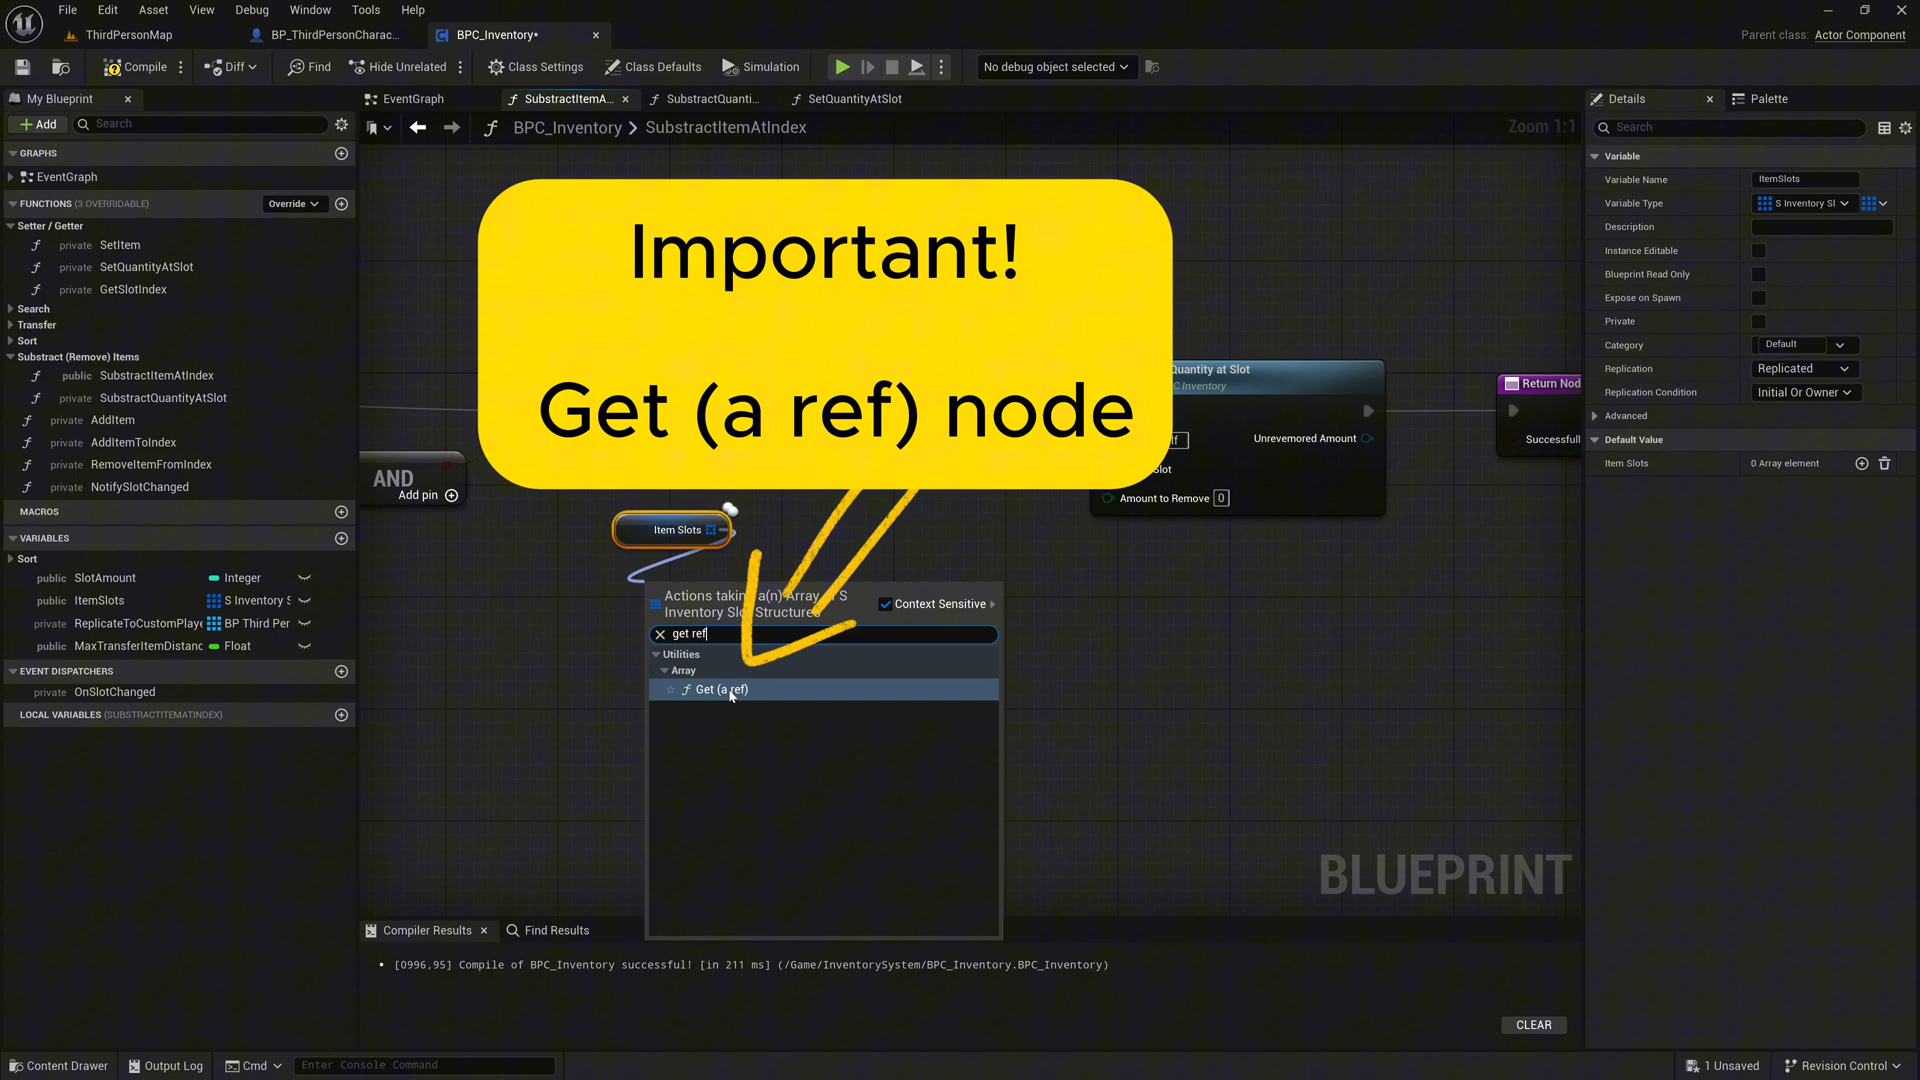 File Edit Asset View Debug Window Tools Help
ThirdPersonMap
BP_ThirdPersonCharac...
BPC_Inventory*
Parent class: Actor Component
Compile
Diff
Find
Hide Unrelated
Class Settings
Class Defaults
Simulation
No debug object selected
My Blueprint
EventGraph
SubstractItemA...
SubstractQuanti...
SetQuantityAtSlot
Details
Palette
Add
Search
BPC_Inventory > SubstractItemAtIndex
Zoom 1:1
Search
GRAPHS
EventGraph
FUNCTIONS (3 OVERRIDABLE)
Override
Setter / Getter
private SetItem
private SetQuantityAtSlot
private GetSlotIndex
Search
Transfer
Sort
Substract (Remove) Items
public SubstractItemAtIndex
private SubstractQuantityAtSlot
private AddItem
private AddItemToIndex
private RemoveItemFromIndex
private NotifySlotChanged
MACROS
VARIABLES
Sort
public SlotAmount Integer
public ItemSlots S Inventory S
private ReplicateToCustomPlaye BP Third Per
public MaxTransferItemDistanc Float
EVENT DISPATCHERS
private OnSlotChanged
LOCAL VARIABLES (SUBSTRACTITEMATINDEX)
Important!
Get (a ref) node
Quantity at Slot
C Inventory
Unrevemored Amount
lot
Amount to Remove 0
Return Nod
Successfull
AND
Add pin
Item Slots
Actions taking a(n) Array of S
Inventory Slot Structures
Context Sensitive
get ref
Utilities
Array
Get (a ref)
BLUEPRINT
Variable
Variable Name ItemSlots
Variable Type S Inventory Sl
Description
Instance Editable
Blueprint Read Only
Expose on Spawn
Private
Category Default
Replication Replicated
Replication Condition Initial Or Owner
Advanced
Default Value
Item Slots 0 Array element
Compiler Results
Find Results
[0996,95] Compile of BPC_Inventory successful! [in 211 ms] (/Game/InventorySystem/BPC_Inventory.BPC_Inventory)
CLEAR
Content Drawer
Output Log
Cmd
Enter Console Command
1 Unsaved
Revision Control